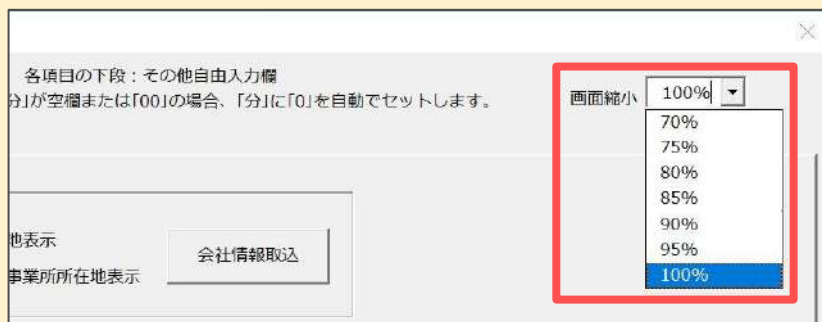 各項目の下段：その他自由入力欄
分」が空欄または「00」の場合、「分」に「0」を自動でセットします。
画面縮小 100%
70%
75%
80%
85%
90%
95%
100%
地表示
会社情報取込
事業所所在地表示